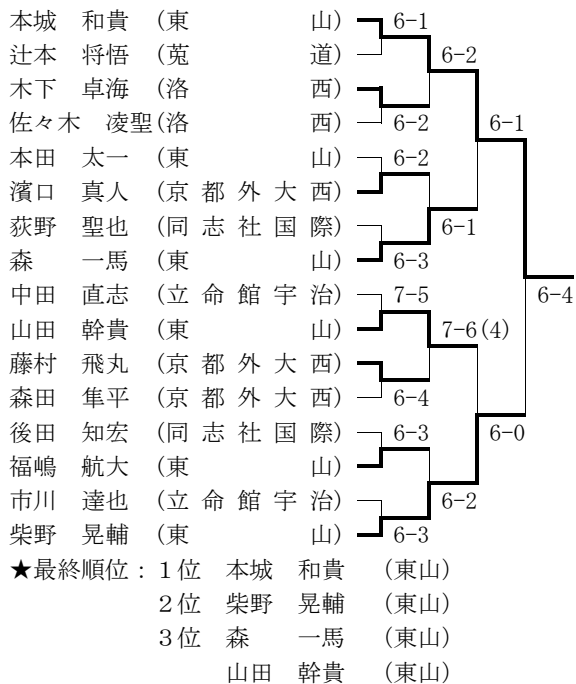 本城 和貴 (東 山) 6-1
辻本 将悟 (莵 道) 6-2
木下 卓海 (洛 西)
佐々木 凌聖(洛 西) 6-2 6-1
本田 太一 (東 山) 6-2
濱口 真人 (京都外大西)
荻野 聖也 (同志社国際) 6-1
森 一馬 (東 山) 6-3
中田 直志 (立命館宇治) 7-5 6-4
山田 幹貴 (東 山) 7-6(4)
藤村 飛丸 (京都外大西)
森田 隼平 (京都外大西) 6-4
後田 知宏 (同志社国際) 6-3 6-0
福嶋 航大 (東 山)
市川 達也 (立命館宇治) 6-2
柴野 晃輔 (東 山) 6-3
★最終順位：1位 本城 和貴 (東山)
2位 柴野 晃輔 (東山)
3位 森 一馬 (東山)
山田 幹貴 (東山)